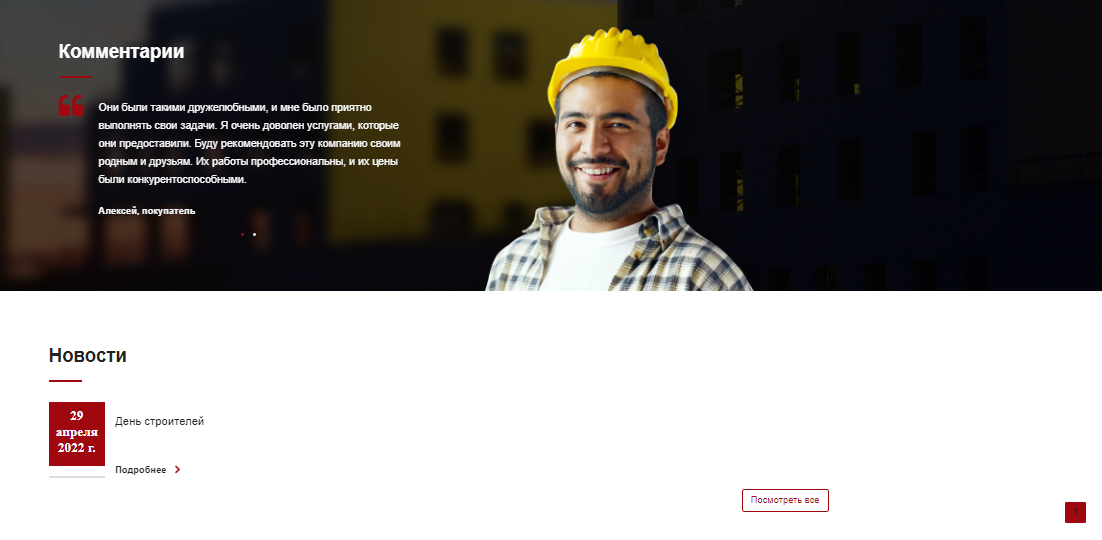 Комментарии
Они были такими дружелюбными, и мне было приятно
выполнять свои задачи. Я очень доволен услугами, которые
они предоставили. Буду рекомендовать эту компанию своим
родным и друзьям. Их работы профессиональны, и их цены
были конкурентоспособными.
Алексей, покупатель
Новости
29
апреля
2022 г.
День строителей
Подробнее
Посмотреть все